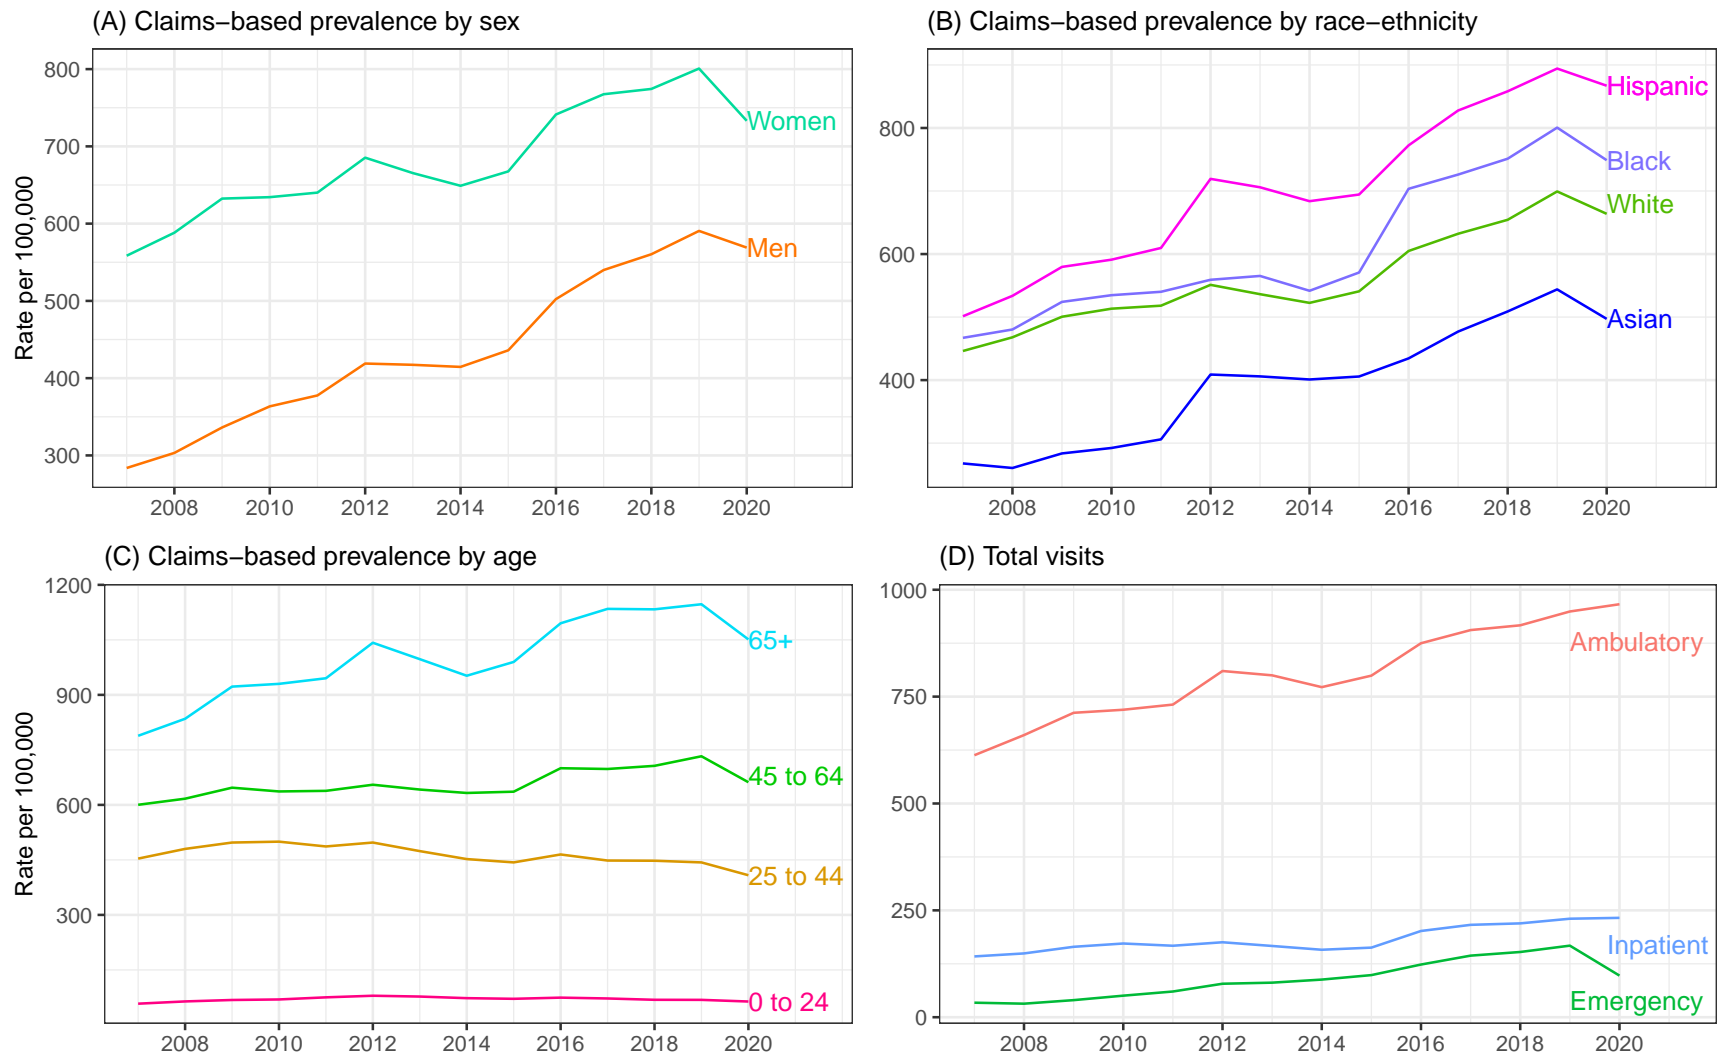 (A) Claims−based prevalence by sex
Rate per 100,000
800
700
600
500
400
300
Women
Men
2008 2010 2012 2014 2016 2018 2020
(B) Claims−based prevalence by race−ethnicity
800
600
400
Hispanic
Black
White
Asian
2008 2010 2012 2014 2016 2018 2020
(C) Claims−based prevalence by age
Rate per 100,000
1200
900
600
300
65+
45 to 64
25 to 44
0 to 24
2008 2010 2012 2014 2016 2018 2020
(D) Total visits
1000
750
500
250
0
Ambulatory
Inpatient
Emergency
2008 2010 2012 2014 2016 2018 2020